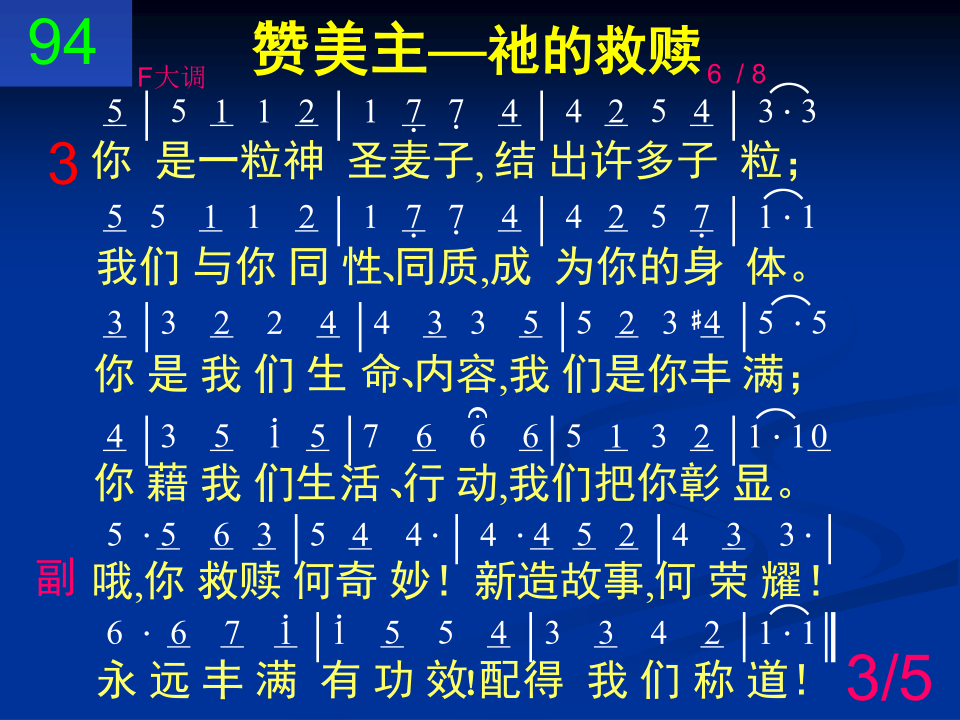 94
赞美主—祂的救赎
F大调
6 / 8
5 | 5 1 1 2 | 1 7 7 4 | 4 2 5 4 | 3 · 3
3
你 是一粒神 圣麦子, 结 出许多子 粒；
5 5 1 1 2 | 1 7 7 4 | 4 2 5 7 | 1 · 1
我们 与你 同 性、同质,成 为你的身 体。
3 | 3 2 2 4 | 4 3 3 5 | 5 2 3 #4 | 5 · 5
你 是 我 们 生 命、内容,我 们是你丰 满；
4 | 3 5 i 5 | 7 6 6 6 | 5 1 3 2 | 1 · 1 0
你 藉 我 们生活 、行 动,我们把你彰 显。
5 · 5 6 3 | 5 4 4 · | 4 · 4 5 2 | 4 3 3 · |
副
哦,你 救赎 何奇 妙！ 新造故事,何 荣 耀！
6 · 6 7 i | i 5 5 4 | 3 3 4 2 | 1 · 1 ‖
永 远 丰 满 有 功 效!配得 我 们 称 道！
3/5